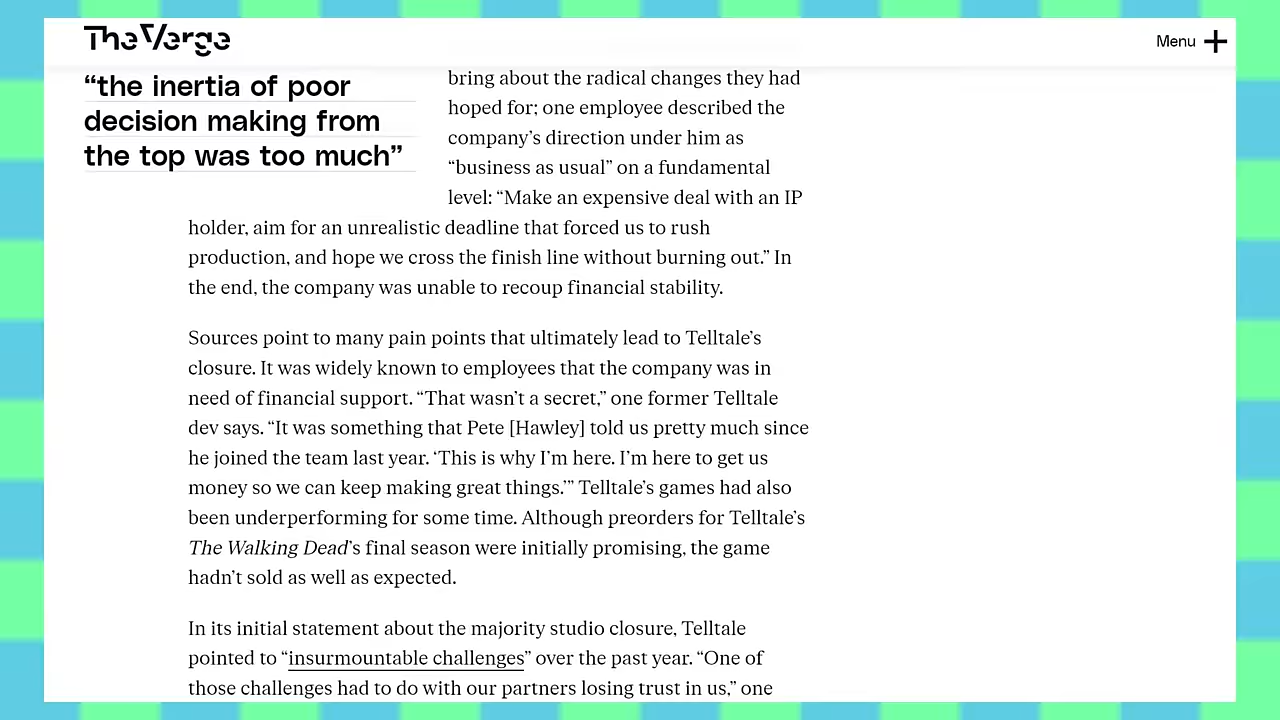 The Verge
Menu
“the inertia of poor
decision making from
the top was too much”
bring about the radical changes they had
hoped for; one employee described the
company’s direction under him as
“business as usual” on a fundamental
level: “Make an expensive deal with an IP
holder, aim for an unrealistic deadline that forced us to rush
production, and hope we cross the finish line without burning out.” In
the end, the company was unable to recoup financial stability.
Sources point to many pain points that ultimately lead to Telltale’s
closure. It was widely known to employees that the company was in
need of financial support. “That wasn’t a secret,” one former Telltale
dev says. “It was something that Pete [Hawley] told us pretty much since
he joined the team last year. ‘This is why I’m here. I’m here to get us
money so we can keep making great things.’” Telltale’s games had also
been underperforming for some time. Although preorders for Telltale’s
The Walking Dead’s final season were initially promising, the game
hadn’t sold as well as expected.
In its initial statement about the majority studio closure, Telltale
pointed to “insurmountable challenges” over the past year. “One of
those challenges had to do with our partners losing trust in us,” one